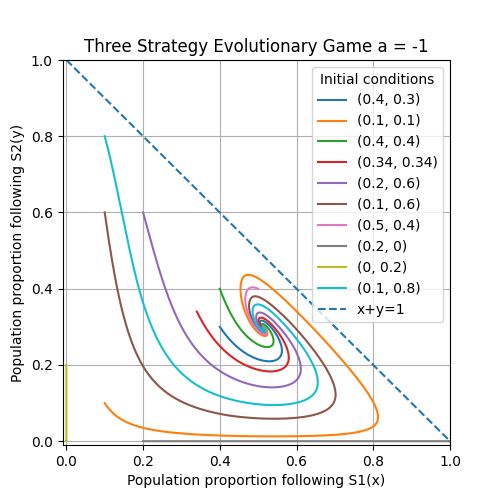 Three Strategy Evolutionary Game a = -1
Population proportion following S2(y)
1.0
0.8
0.6
0.4
0.2
0.0
Initial conditions
(0.4, 0.3)
(0.1, 0.1)
(0.4, 0.4)
(0.34, 0.34)
(0.2, 0.6)
(0.1, 0.6)
(0.5, 0.4)
(0.2, 0)
(0, 0.2)
(0.1, 0.8)
x+y=1
0.0 0.2 0.4 0.6 0.8 1.0
Population proportion following S1(x)